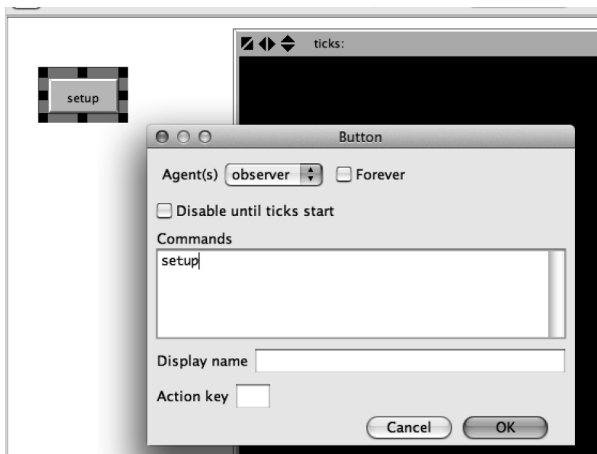 ticks:
setup
Button
Agent(s) observer Forever
Disable until ticks start
Commands
setup
Display name
Action key
Cancel OK